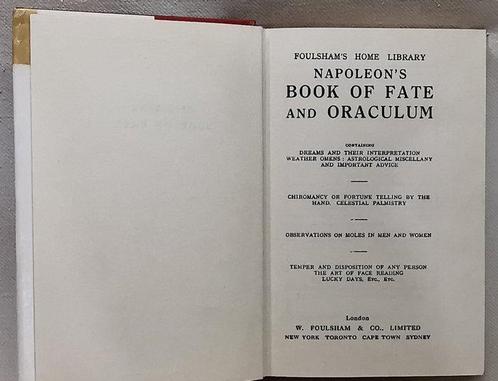 FOULSHAM'S HOME LIBRARY
NAPOLEON'S
BOOK OF FATE
AND ORACULUM
CONTAINING
DREAMS AND THEIR INTERPRETATION
WEATHER OMENS: ASTROLOGICAL MISCELLANY
AND IMPORTANT ADVICE
CHIROMANCY OR FORTUNE TELLING BY THE
HAND, CELESTIAL PALMISTRY
OBSERVATIONS ON MOLES IN MEN AND WOMEN
TEMPER AND DISPOSITION OF ANY PERSON
THE ART OF FACE READING
LUCKY DAYS, ETC., ETC.
London
W. FOULSHAM & CO., LIMITED
NEW YORK TORONTO CAPE TOWN SYDNEY